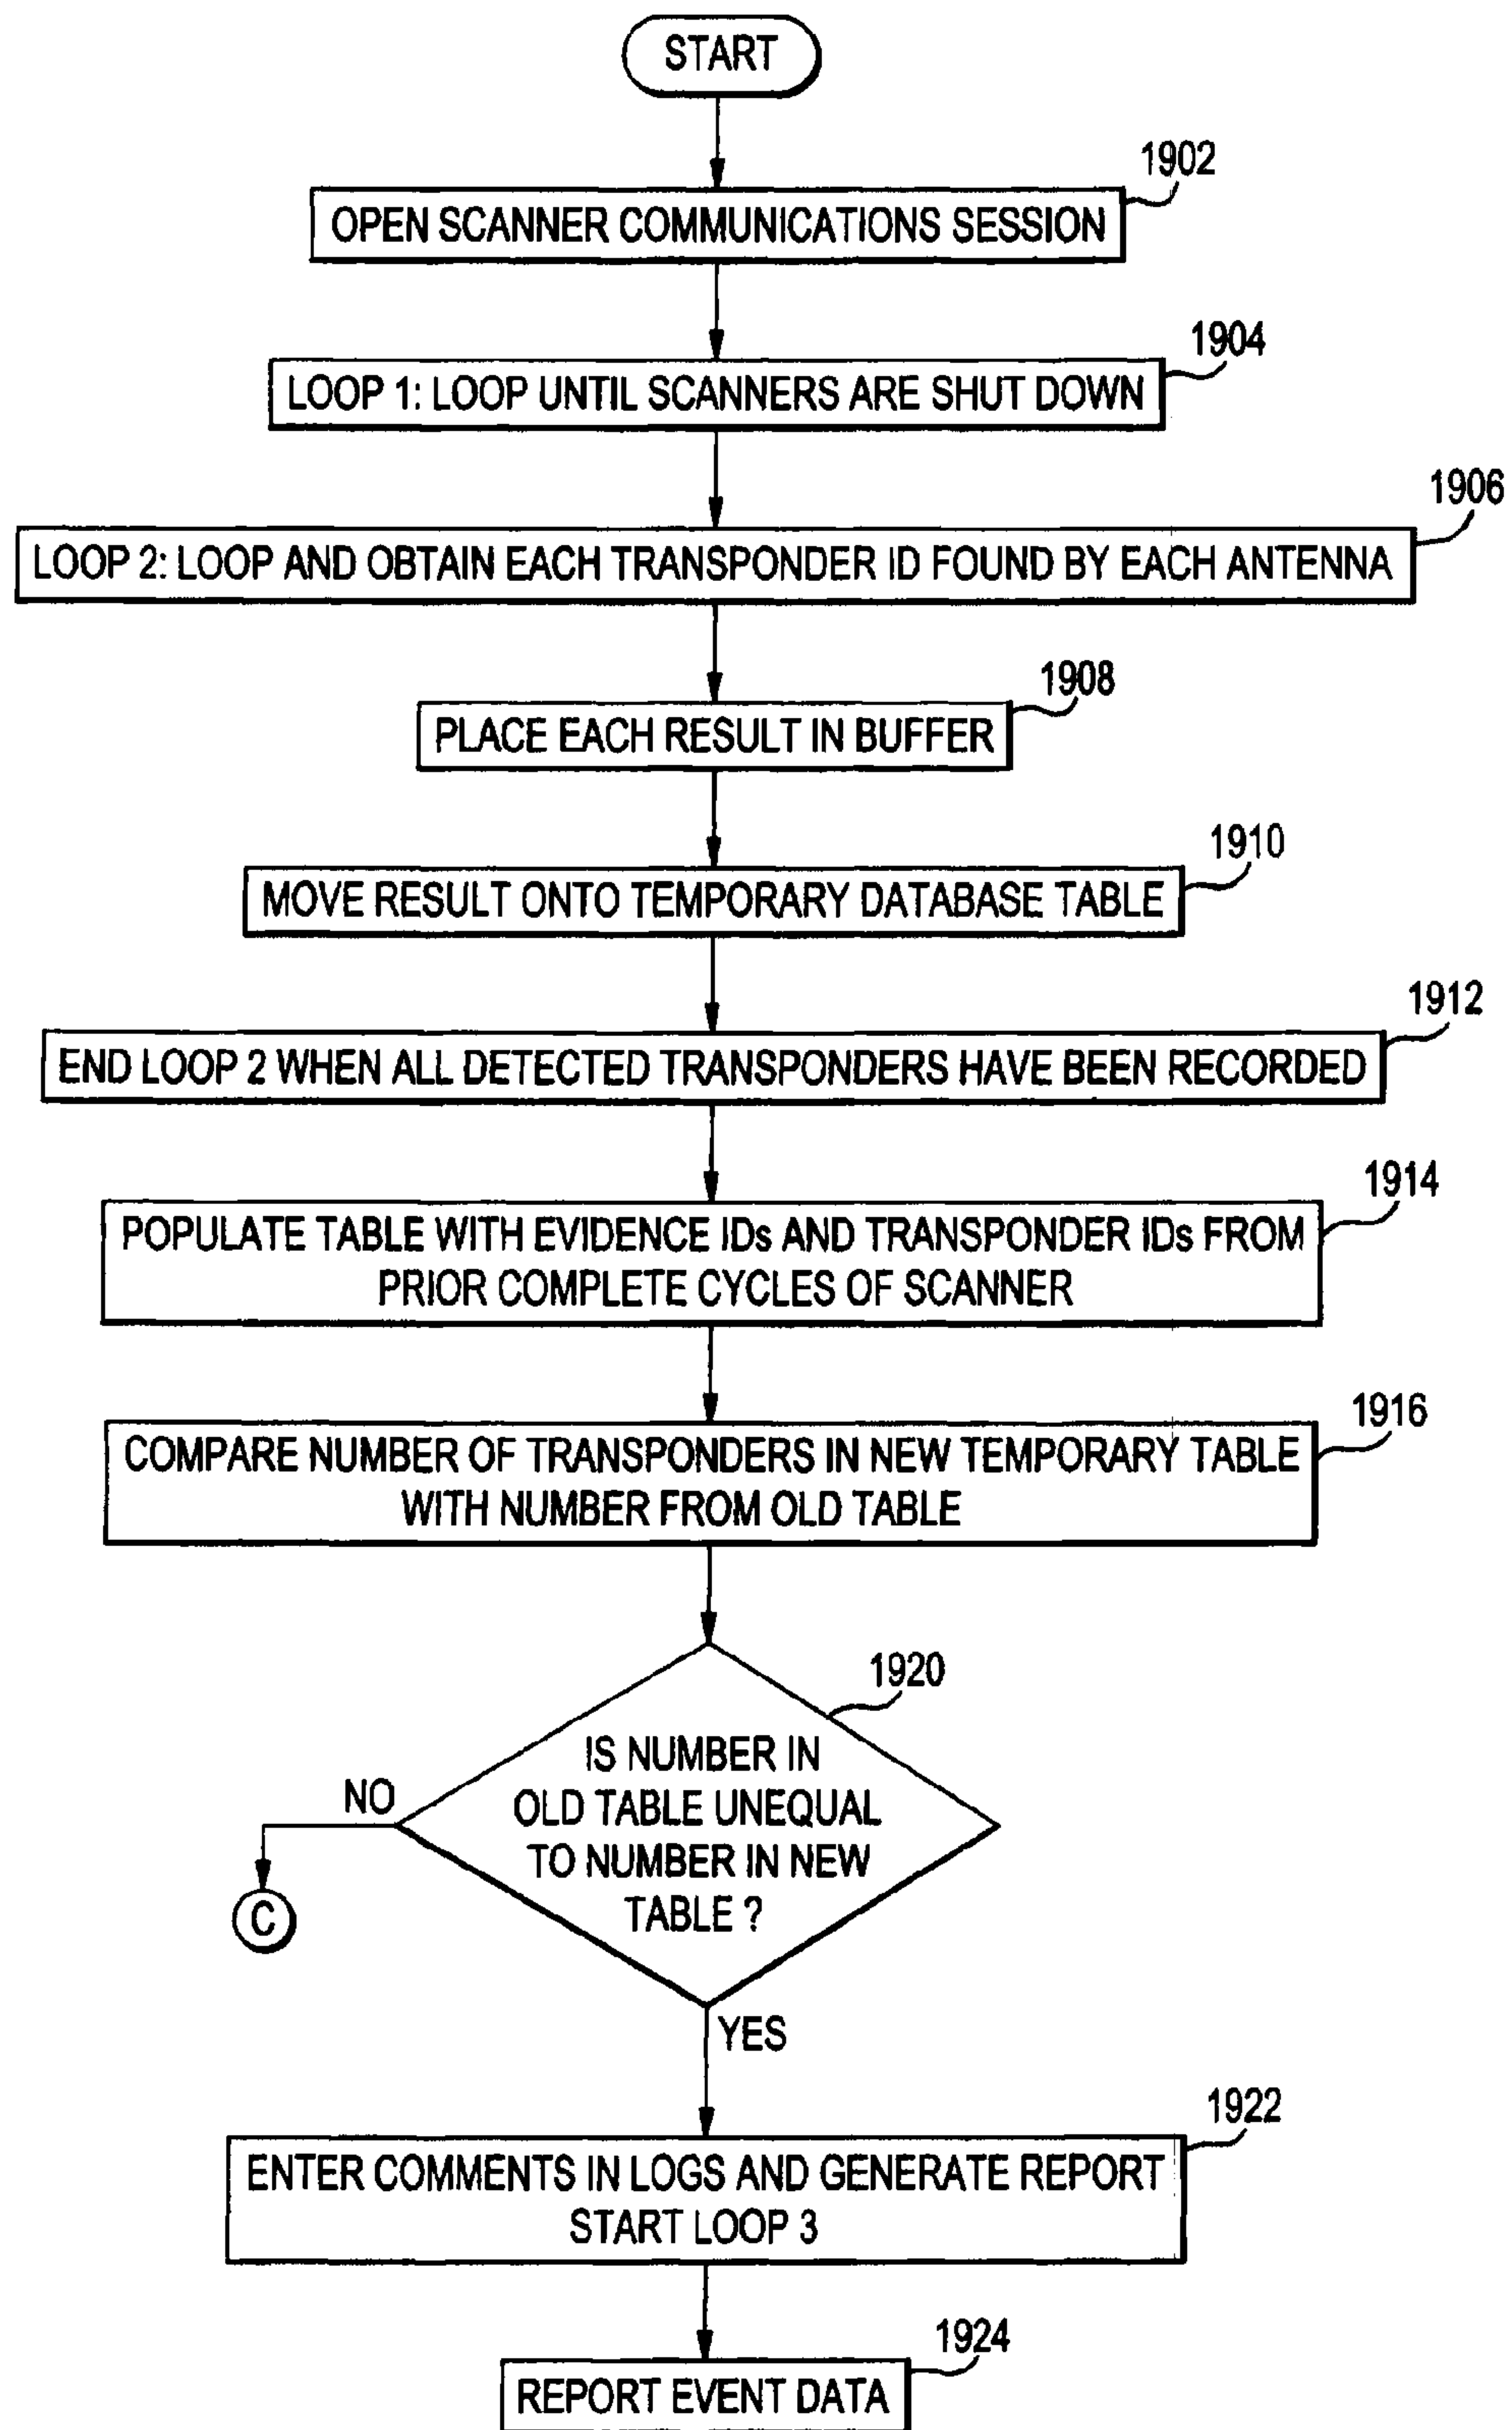 START
1902
OPEN SCANNER COMMUNICATIONS SESSION
1904
LOOP 1: LOOP UNTIL SCANNERS ARE SHUT DOWN
1906
LOOP 2: LOOP AND OBTAIN EACH TRANSPONDER ID FOUND BY EACH ANTENNA
1908
PLACE EACH RESULT IN BUFFER
1910
MOVE RESULT ONTO TEMPORARY DATABASE TABLE
1912
END LOOP 2 WHEN ALL DETECTED TRANSPONDERS HAVE BEEN RECORDED
1914
POPULATE TABLE WITH EVIDENCE IDs AND TRANSPONDER IDs FROM
PRIOR COMPLETE CYCLES OF SCANNER
1916
COMPARE NUMBER OF TRANSPONDERS IN NEW TEMPORARY TABLE
WITH NUMBER FROM OLD TABLE
1920
IS NUMBER IN
OLD TABLE UNEQUAL
TO NUMBER IN NEW
TABLE ?
NO
C
YES
1922
ENTER COMMENTS IN LOGS AND GENERATE REPORT
START LOOP 3
1924
REPORT EVENT DATA